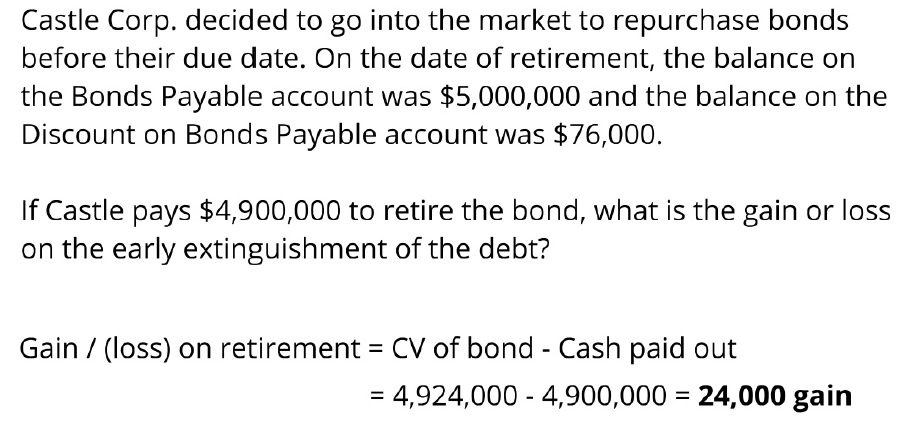 Castle Corp. decided to go into the market to repurchase bonds
before their due date. On the date of retirement, the balance on
the Bonds Payable account was $5,000,000 and the balance on the
Discount on Bonds Payable account was $76,000.
If Castle pays $4,900,000 to retire the bond, what is the gain or loss
on the early extinguishment of the debt?
Gain / (loss) on retirement = CV of bond - Cash paid out
= 4,924,000 - 4,900,000 = 24,000 gain